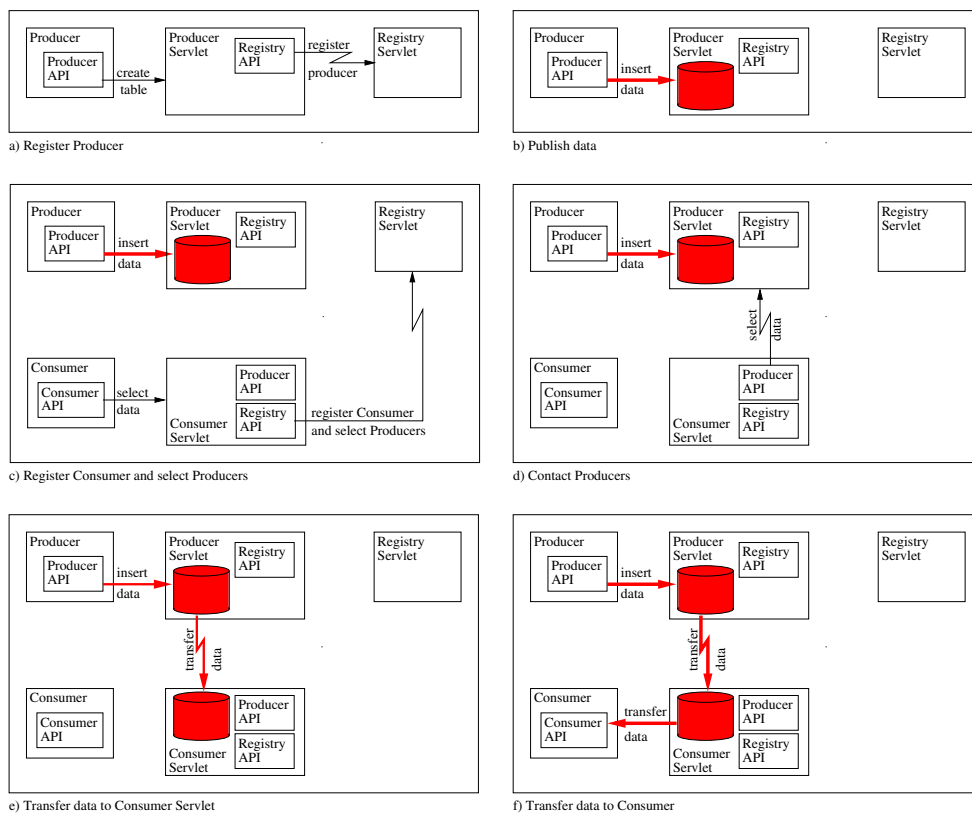 Producer
Producer
API
create
table
Producer
Servlet
Registry
API
register
producer
Registry
Servlet
a) Register Producer
Producer
Producer
API
insert
data
Producer
Servlet
Registry
API
Registry
Servlet
b) Publish data
Producer
Producer
API
insert
data
Producer
Servlet
Registry
API
Registry
Servlet
Consumer
Consumer
API
select
data
Producer
API
Registry
API
Consumer
Servlet
register Consumer
and select Producers
c) Register Consumer and select Producers
Producer
Producer
API
insert
data
Producer
Servlet
Registry
API
Registry
Servlet
select
data
Consumer
Consumer
API
Producer
API
Registry
API
Consumer
Servlet
d) Contact Producers
Producer
Producer
API
insert
data
Producer
Servlet
Registry
API
Registry
Servlet
transfer
data
Consumer
Consumer
API
Producer
API
Registry
API
Consumer
Servlet
e) Transfer data to Consumer Servlet
Producer
Producer
API
insert
data
Producer
Servlet
Registry
API
Registry
Servlet
transfer
data
Consumer
Consumer
API
transfer
data
Producer
API
Registry
API
Consumer
Servlet
f) Transfer data to Consumer